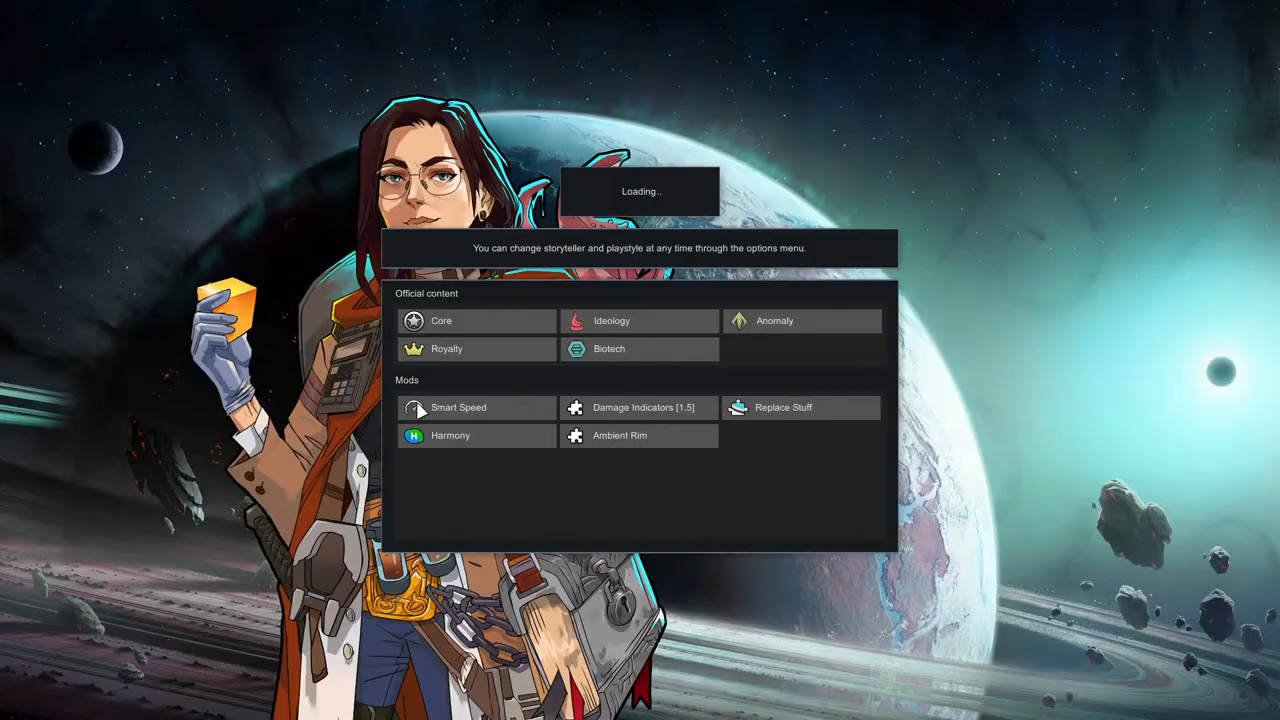 Loading..
You can change storyteller and playstyle at any time through the options menu.
Official content
Core
Ideology
Anomaly
Royalty
Biotech
Mods
Smart Speed
Damage Indicators [1.5]
Replace Stuff
H
Harmony
Ambient Rim